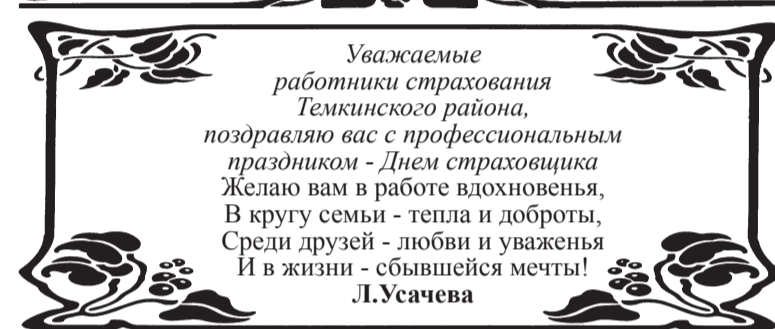 Уважаемые
работники страхования
Темкинского района,
поздравляю вас с профессиональным
праздником - Днем страховщика
Желаю вам в работе вдохновенья,
В кругу семьи - тепла и доброты,
Среди друзей - любви и уваженья
И в жизни - сбывшейся мечты!
Л.Усачева